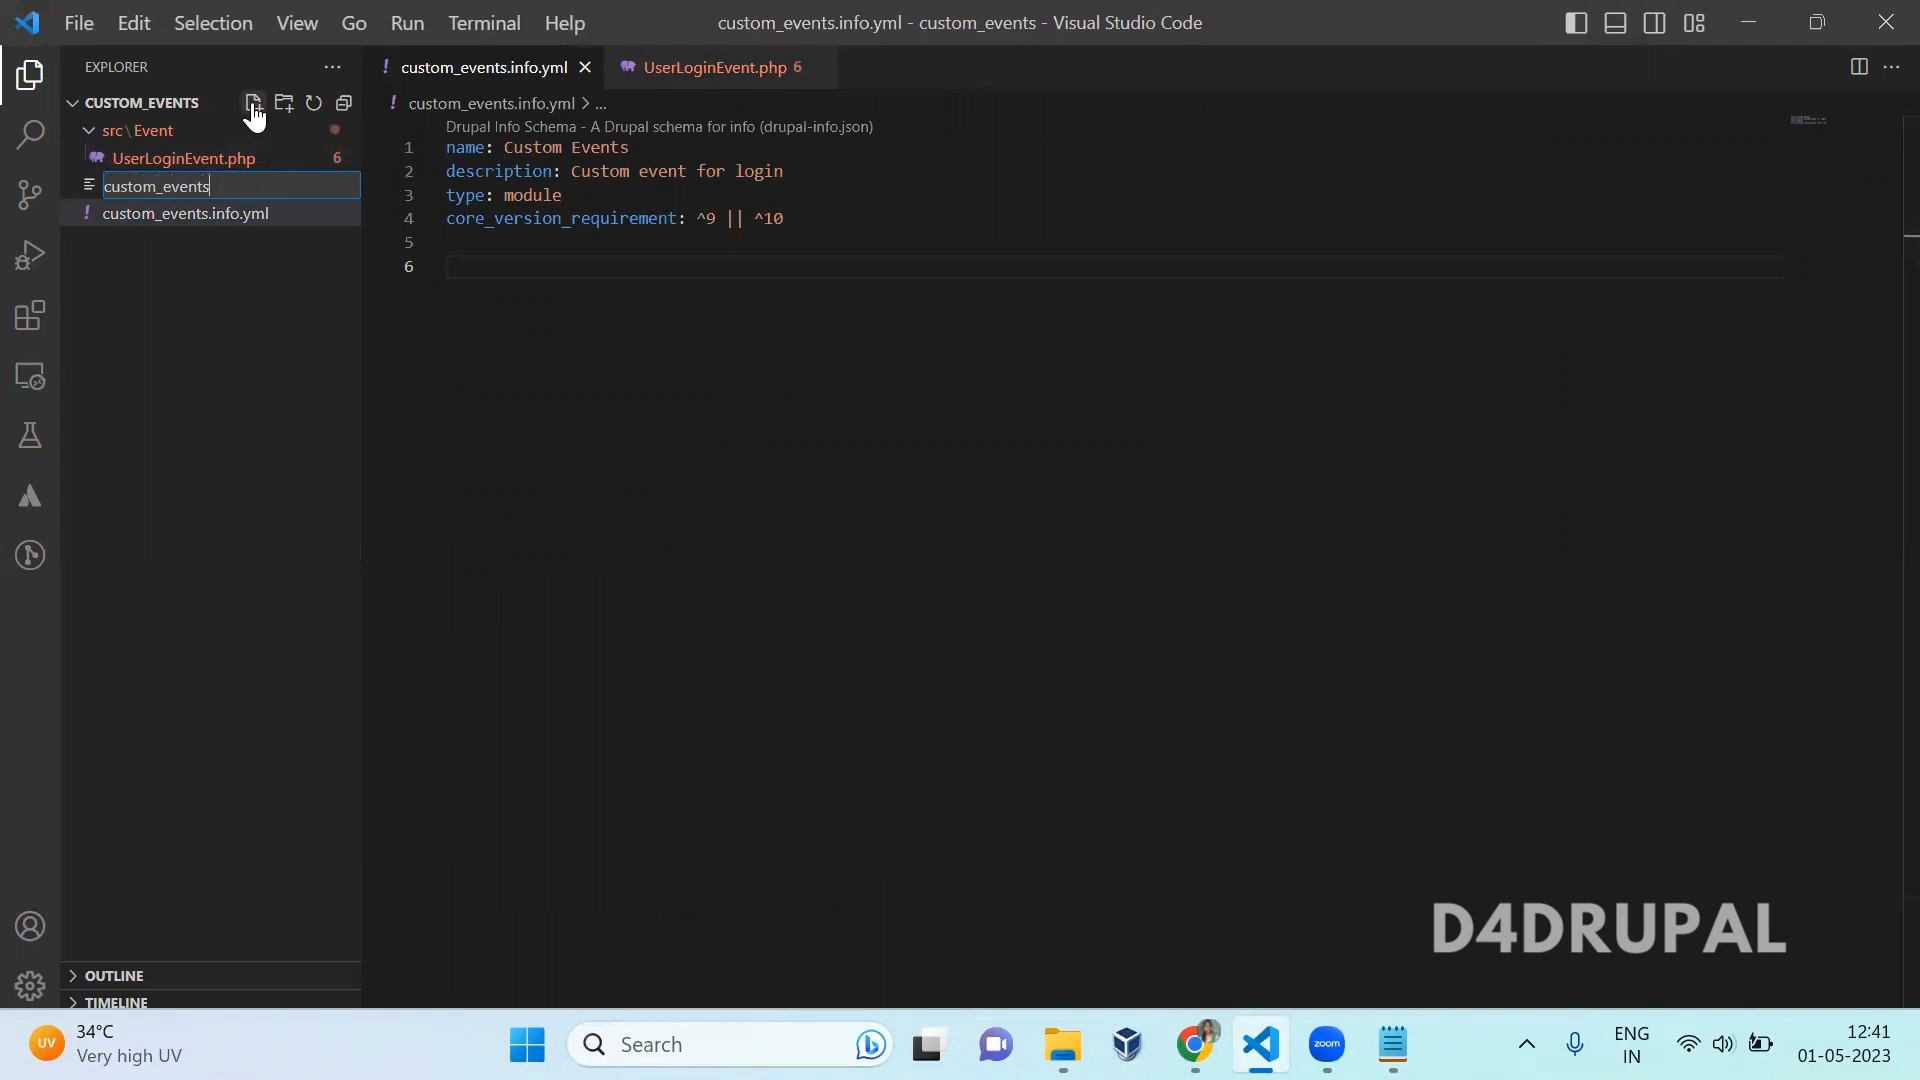 File Edit Selection View Go Run Terminal Help
custom_events.info.yml - custom_events - Visual Studio Code
EXPLORER
CUSTOM_EVENTS
src\Event
UserLoginEvent.php 6
custom_events
custom_events.info.yml
OUTLINE
TIMELINE
! custom_events.info.yml
UserLoginEvent.php 6
! custom_events.info.yml > ...
Drupal Info Schema - A Drupal schema for info (drupal-info.json)
1 name: Custom Events
2 description: Custom event for login
3 type: module
4 core_version_requirement: ^9 || ^10
5
6
D4DRUPAL
UV
34°C
Very high UV
Search
zoom
ENG
IN
12:41
01-05-2023